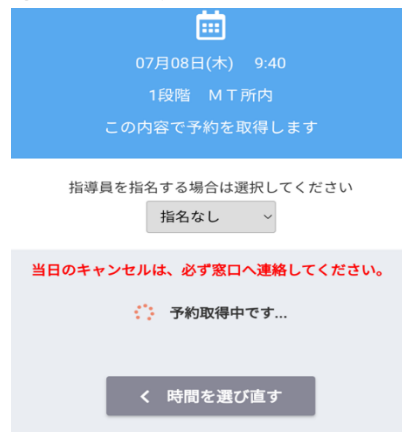 07月08日(木) 9:40
1段階 ＭＴ所内
この内容で予約を取得します
指導員を指名する場合は選択してください
指名なし
当日のキャンセルは、必ず窓口へ連絡してください。
予約取得中です...
時間を選び直す